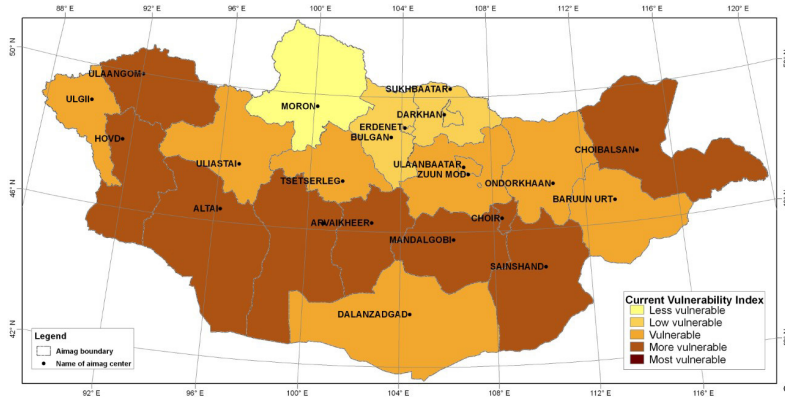 88° E
92° E
96° E
100° E
104° E
108° E
112° E
116° E
120° E
50° N
ULAANGOM
ULGII
MORON
SUKHBAATAR
DARKHAN
ERDENET
BULGAN
HOVD
CHOIBALSAN
ULIASTAI
ULAANBAATAR
ZUUN MOD
TSETSERLEG
ONDORKHAAN
46° N
BARUUN URT
ALTAI
ARVAIKHEER
CHOIR
MANDALGOBI
SAINSHAND
DALANZADGAD
42° N
Current Vulnerability Index
Less vulnerable
Low vulnerable
Vulnerable
More vulnerable
Most vulnerable
Legend
Aimag boundary
Name of aimag center
92° E
96° E
100° E
104° E
108° E
112° E
116° E